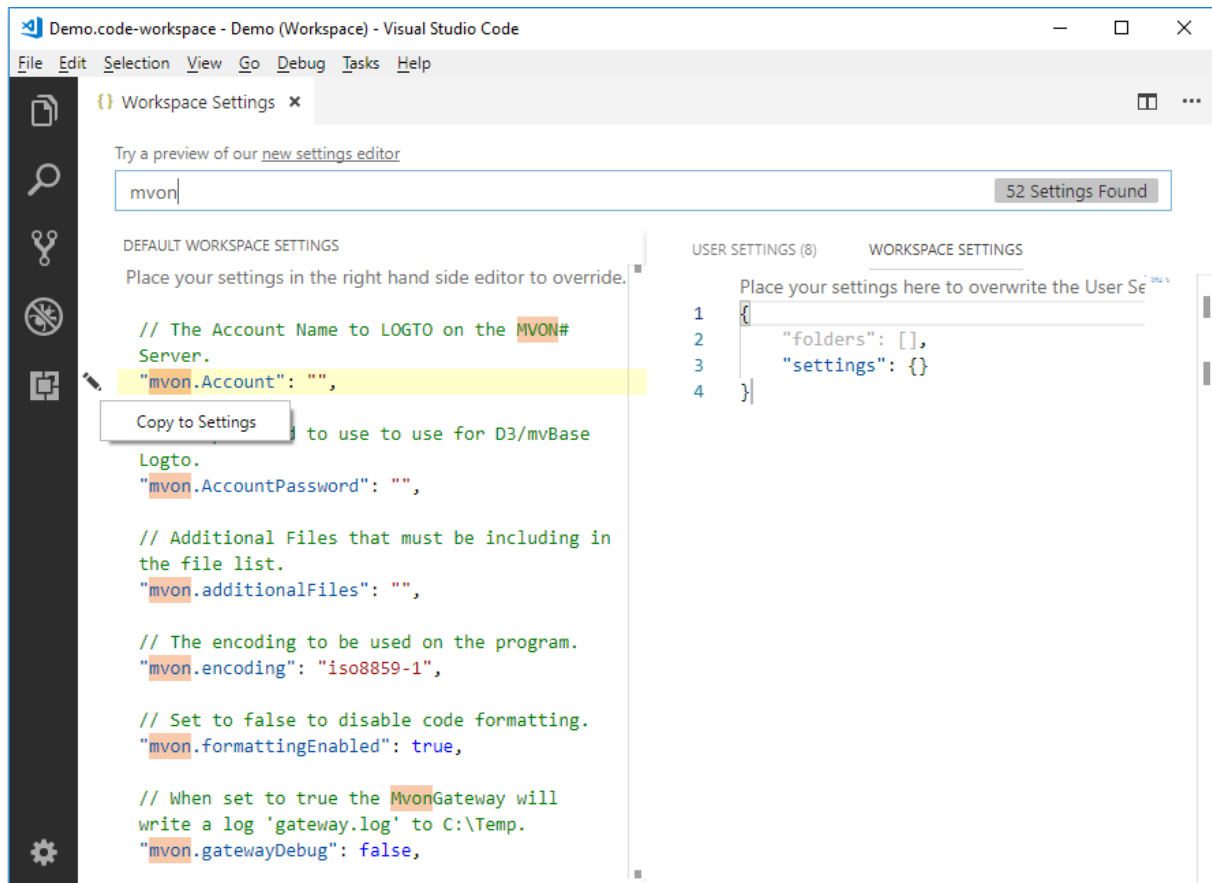 Demo.code-workspace - Demo (Workspace) - Visual Studio Code
File Edit Selection View Go Debug Tasks Help
{} Workspace Settings
Try a preview of our new settings editor
mvon
52 Settings Found
DEFAULT WORKSPACE SETTINGS
Place your settings in the right hand side editor to override.
// The Account Name to LOGTO on the MVON#
Server.
"mvon.Account": "",
Copy to Settings
to use to use for D3/mvBase
Logto.
"mvon.AccountPassword": "",
// Additional Files that must be including in
the file list.
"mvon.additionalFiles": "",
// The encoding to be used on the program.
"mvon.encoding": "iso8859-1",
// Set to false to disable code formatting.
"mvon.formattingEnabled": true,
// When set to true the MvonGateway will
write a log 'gateway.log' to C:\Temp.
"mvon.gatewayDebug": false,
USER SETTINGS (8) WORKSPACE SETTINGS
Place your settings here to overwrite the User Se
1 {
2 "folders": [],
3 "settings": {}
4 }